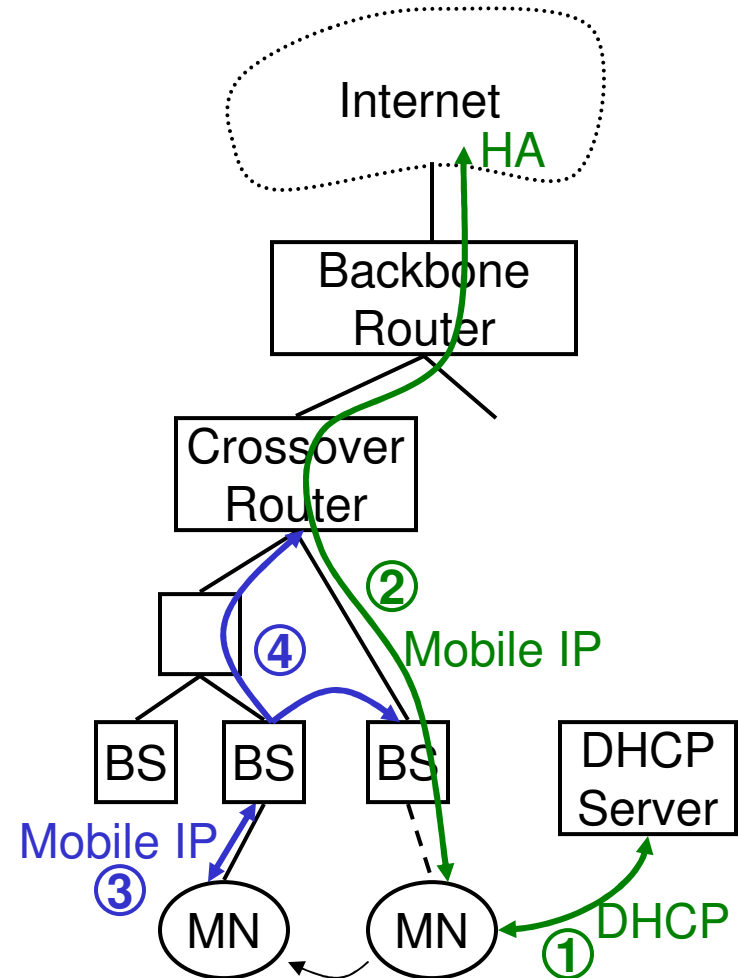 Internet
HA
Backbone
Router
Crossover
Router
②
④
Mobile IP
BS
BS
BS
DHCP
Server
Mobile IP
③
MN
MN
DHCP
①